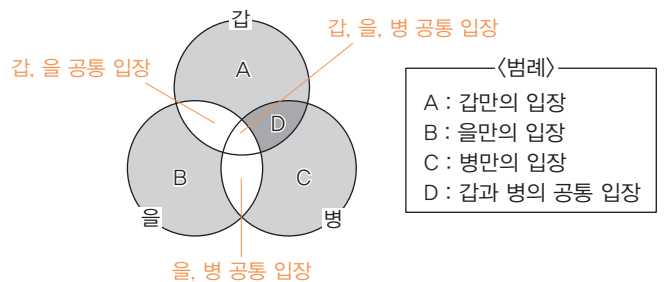 갑
갑, 을, 병 공통 입장
갑, 을 공통 입장
A
D
B
C
을
병
을, 병 공통 입장
〈범례〉
A : 갑만의 입장
B : 을만의 입장
C : 병만의 입장
D : 갑과 병의 공통 입장